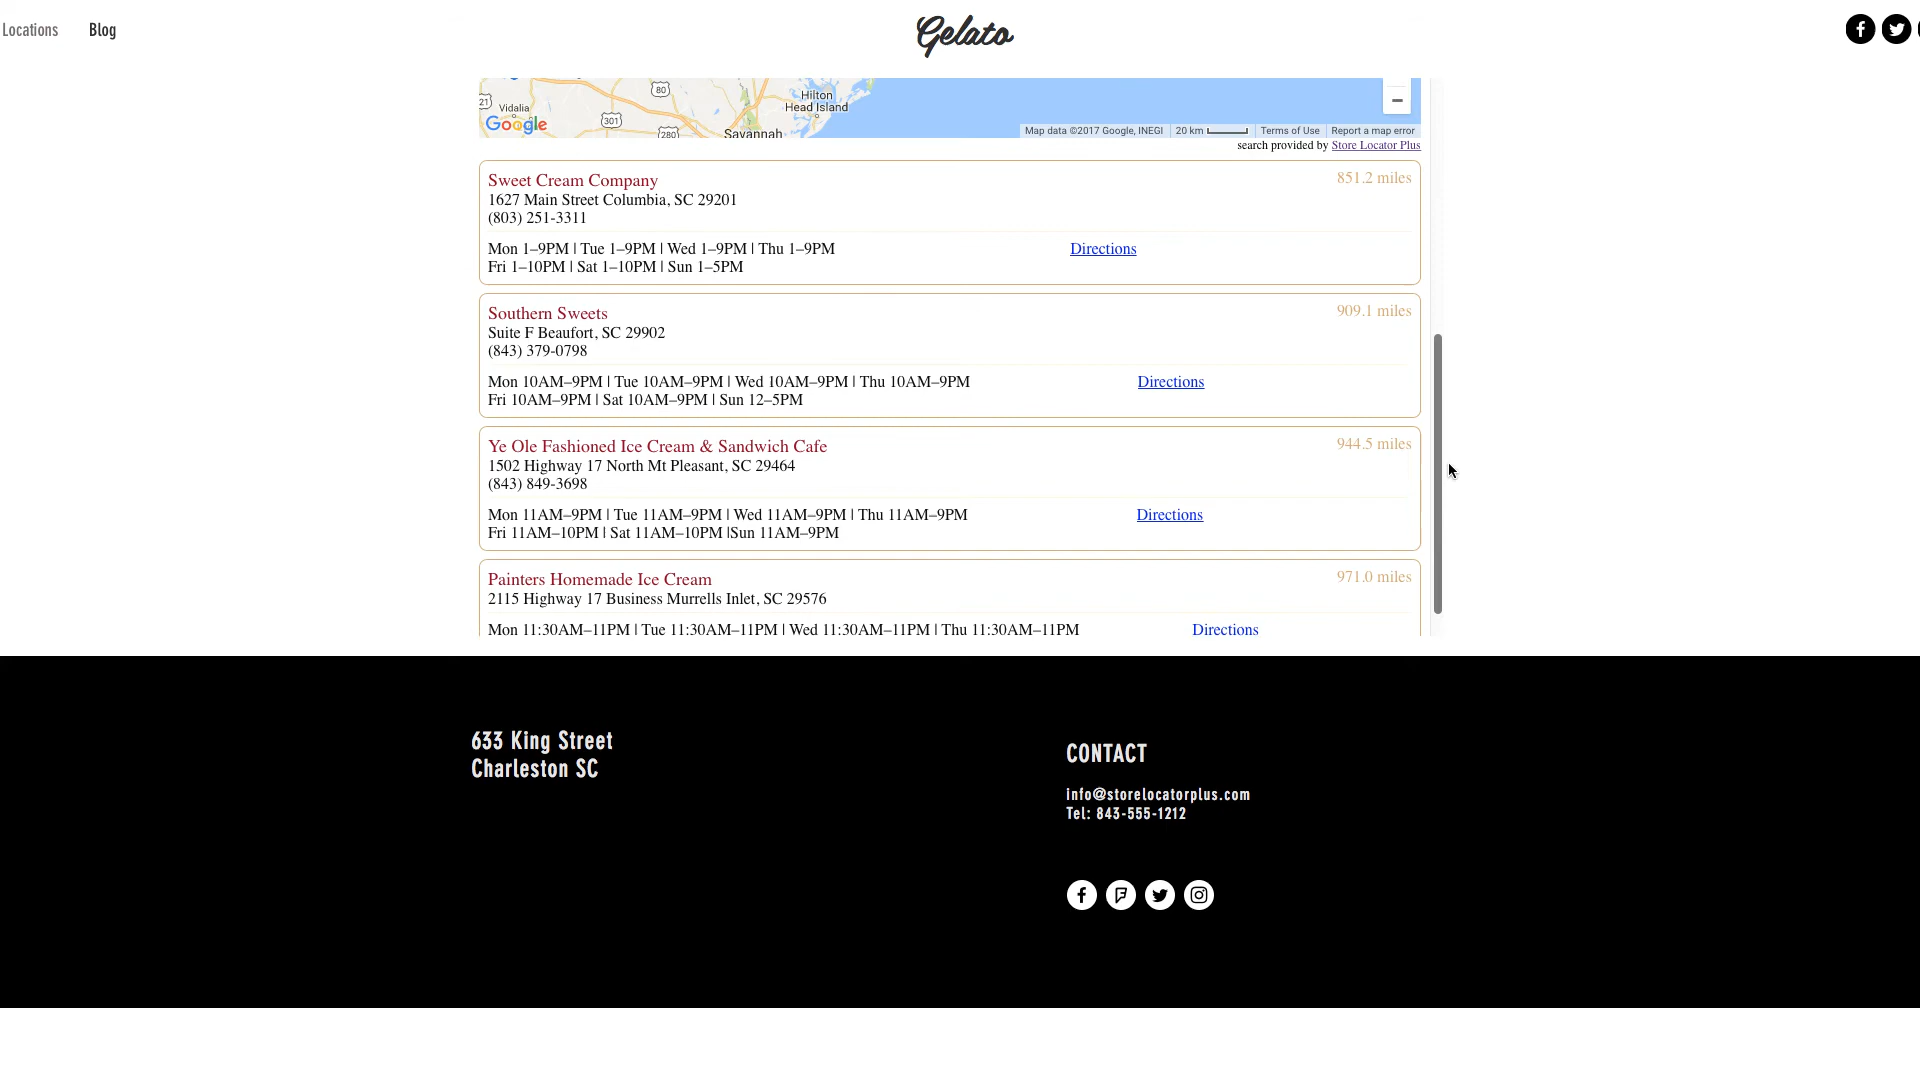 Locations Blog Gelato
80
Hilton
Head Island
21
Vidalia
301
Google
280
Savannah
Map data ©2017 Google, INEGI 20 km Terms of Use Report a map error
search provided by Store Locator Plus
Sweet Cream Company 851.2 miles
1627 Main Street Columbia, SC 29201
(803) 251-3311
Mon 1–9PM | Tue 1–9PM | Wed 1–9PM | Thu 1–9PM Directions
Fri 1–10PM | Sat 1–10PM | Sun 1–5PM
Southern Sweets 909.1 miles
Suite F Beaufort, SC 29902
(843) 379-0798
Mon 10AM–9PM | Tue 10AM–9PM | Wed 10AM–9PM | Thu 10AM–9PM Directions
Fri 10AM–9PM | Sat 10AM–9PM | Sun 12–5PM
Ye Ole Fashioned Ice Cream & Sandwich Cafe 944.5 miles
1502 Highway 17 North Mt Pleasant, SC 29464
(843) 849-3698
Mon 11AM–9PM | Tue 11AM–9PM | Wed 11AM–9PM | Thu 11AM–9PM Directions
Fri 11AM–10PM | Sat 11AM–10PM |Sun 11AM–9PM
Painters Homemade Ice Cream 971.0 miles
2115 Highway 17 Business Murrells Inlet, SC 29576
Mon 11:30AM–11PM | Tue 11:30AM–11PM | Wed 11:30AM–11PM | Thu 11:30AM–11PM Directions
633 King Street
Charleston SC
CONTACT
info@storelocatorplus.com
Tel: 843-555-1212